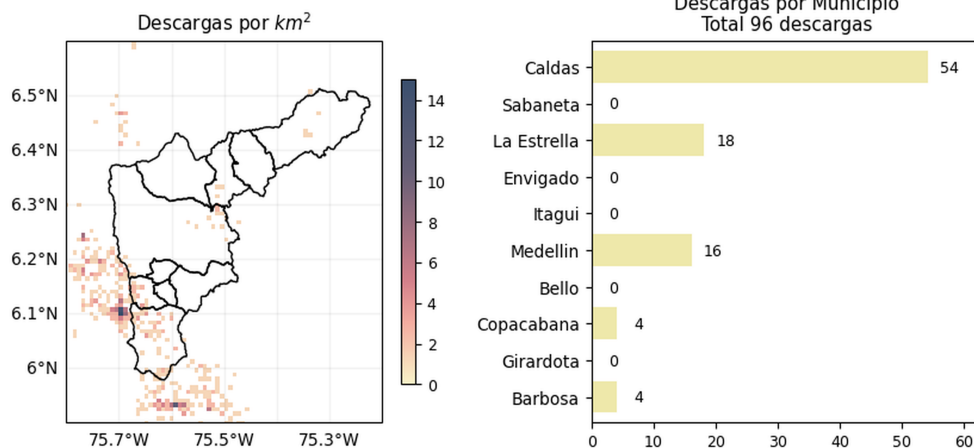 Descargas por km²
6.5°N
6.4°N
6.3°N
6.2°N
6.1°N
6°N
75.7°W 75.5°W 75.3°W
14
12
10
8
6
4
2
0
Descargas por Municipio
Total 96 descargas
Caldas 54
Sabaneta 0
La Estrella 18
Envigado 0
Itagui 0
Medellin 16
Bello 0
Copacabana 4
Girardota 0
Barbosa 4
0 10 20 30 40 50 60